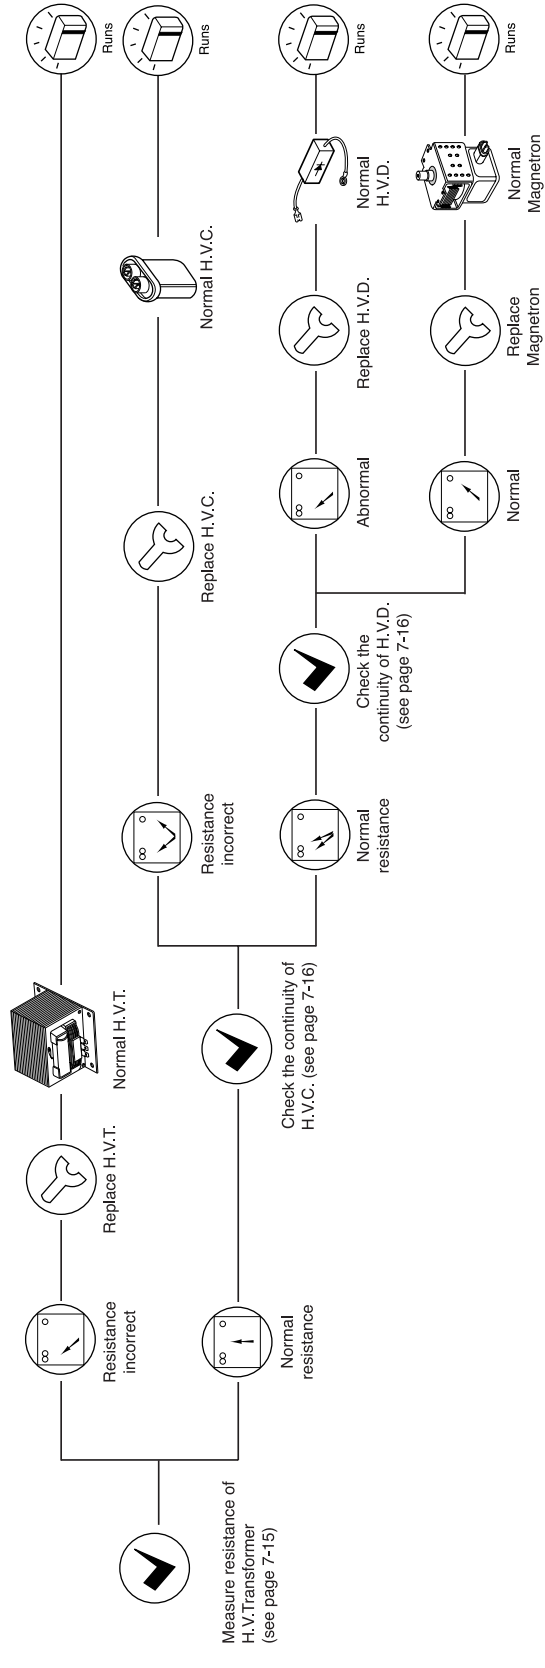 Measure resistance of
H.V.Transformer
(see page 7-15)
Resistance
incorrect
Replace H.V.T.
Normal H.V.T.
Runs
Normal
resistance
Check the continuity of
H.V.C. (see page 7-16)
Resistance
incorrect
Replace H.V.C.
Normal H.V.C.
Runs
Normal
resistance
Check the
continuity of H.V.D.
(see page 7-16)
Abnormal
Replace H.V.D.
Normal
H.V.D.
Runs
Normal
Replace
Magnetron
Normal
Magnetron
Runs